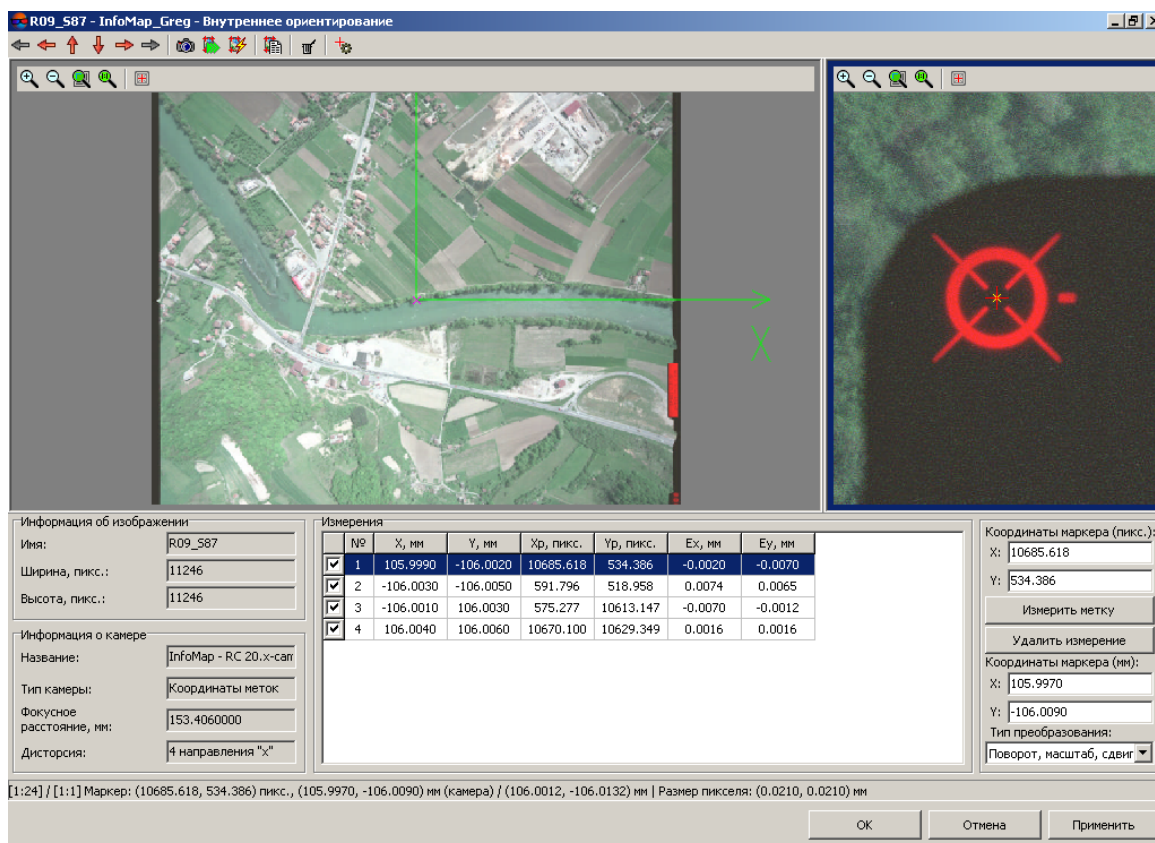 R09_S87 - InfoMap_Greg - Внутреннее ориентирование
X
Информация об изображении
Имя: R09_S87
Ширина, пикс.: 11246
Высота, пикс.: 11246
Информация о камере
Название: InfoMap - RC 20.x-cam
Тип камеры: Координаты меток
Фокусное
расстояние, мм: 153.4060000
Дисторсия: 4 направления "x"
Измерения
№ X, мм Y, мм Xp, пикс. Yp, пикс. Ex, мм Ey, мм
1 105.9990 -106.0020 10685.618 534.386 -0.0020 -0.0070
2 -106.0030 -106.0050 591.796 518.958 0.0074 0.0065
3 -106.0010 106.0030 575.277 10613.147 -0.0070 -0.0012
4 106.0040 106.0060 10670.100 10629.349 0.0016 0.0016
Координаты маркера (пикс.):
X: 10685.618
Y: 534.386
Измерить метку
Удалить измерение
Координаты маркера (мм):
X: 105.9970
Y: -106.0090
Тип преобразования:
Поворот, масштаб, сдвиг
[1:24] / [1:1] Маркер: (10685.618, 534.386) пикс., (105.9970, -106.0090) мм (камера) / (106.0012, -106.0132) мм | Размер пикселя: (0.0210, 0.0210) мм
OK Отмена Применить